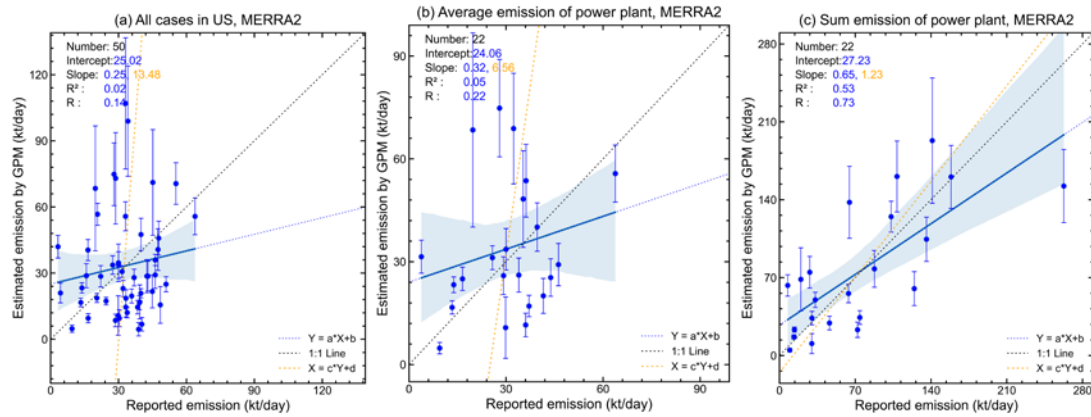 (a) All cases in US, MERRA2
Number: 50
Intercept:25.02
Slope: 0.25, 13.48
R² : 0.02
R : 0.14
120
90
60
30
0
0 30 60 90 120
Estimated emission by GPM (kt/day)
Reported emission (kt/day)
Y = a*X+b
1:1 Line
X = c*Y+d
(b) Average emission of power plant, MERRA2
Number: 22
Intercept:24.06
Slope: 0.32, 6.56
R² : 0.05
R : 0.22
90
60
30
0
0 30 60 90
Estimated emission by GPM (kt/day)
Reported emission (kt/day)
Y = a*X+b
1:1 Line
X = c*Y+d
(c) Sum emission of power plant, MERRA2
Number: 22
Intercept:27.23
Slope: 0.65, 1.23
R² : 0.53
R : 0.73
280
210
140
70
0
0 70 140 210 280
Estimated emission by GPM (kt/day)
Reported emission (kt/day)
Y = a*X+b
1:1 Line
X = c*Y+d